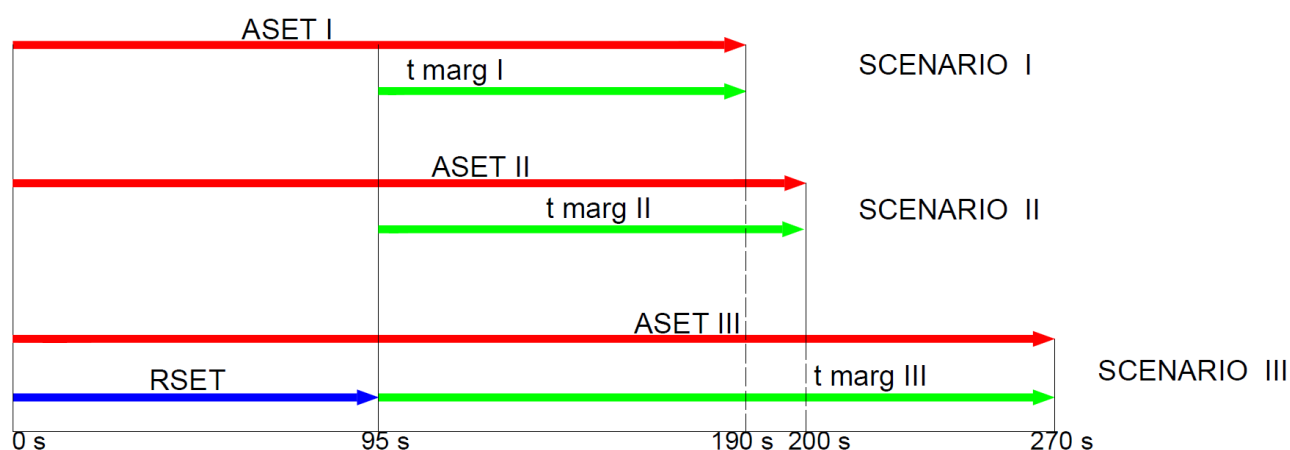 ASET I
SCENARIO I
t marg I
ASET II
t marg II
SCENARIO II
ASET III
RSET
t marg III
SCENARIO III
0 s
95 s
190 s
200 s
270 s